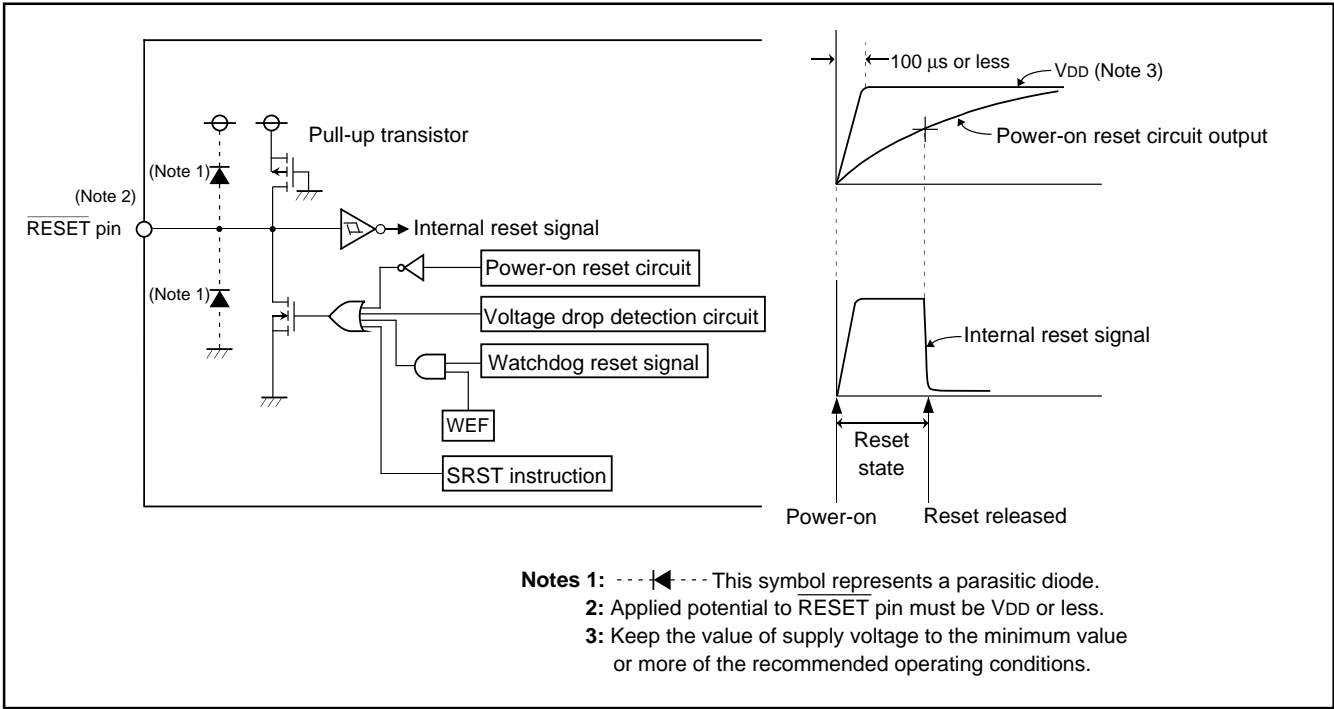 Pull-up transistor
(Note 1)
(Note 2)
RESET pin
Internal reset signal
Power-on reset circuit
(Note 1)
Voltage drop detection circuit
Watchdog reset signal
WEF
SRST instruction
100 μs or less
VDD (Note 3)
Power-on reset circuit output
Internal reset signal
Reset
state
Power-on
Reset released
Notes 1: This symbol represents a parasitic diode.
2: Applied potential to RESET pin must be VDD or less.
3: Keep the value of supply voltage to the minimum value
or more of the recommended operating conditions.